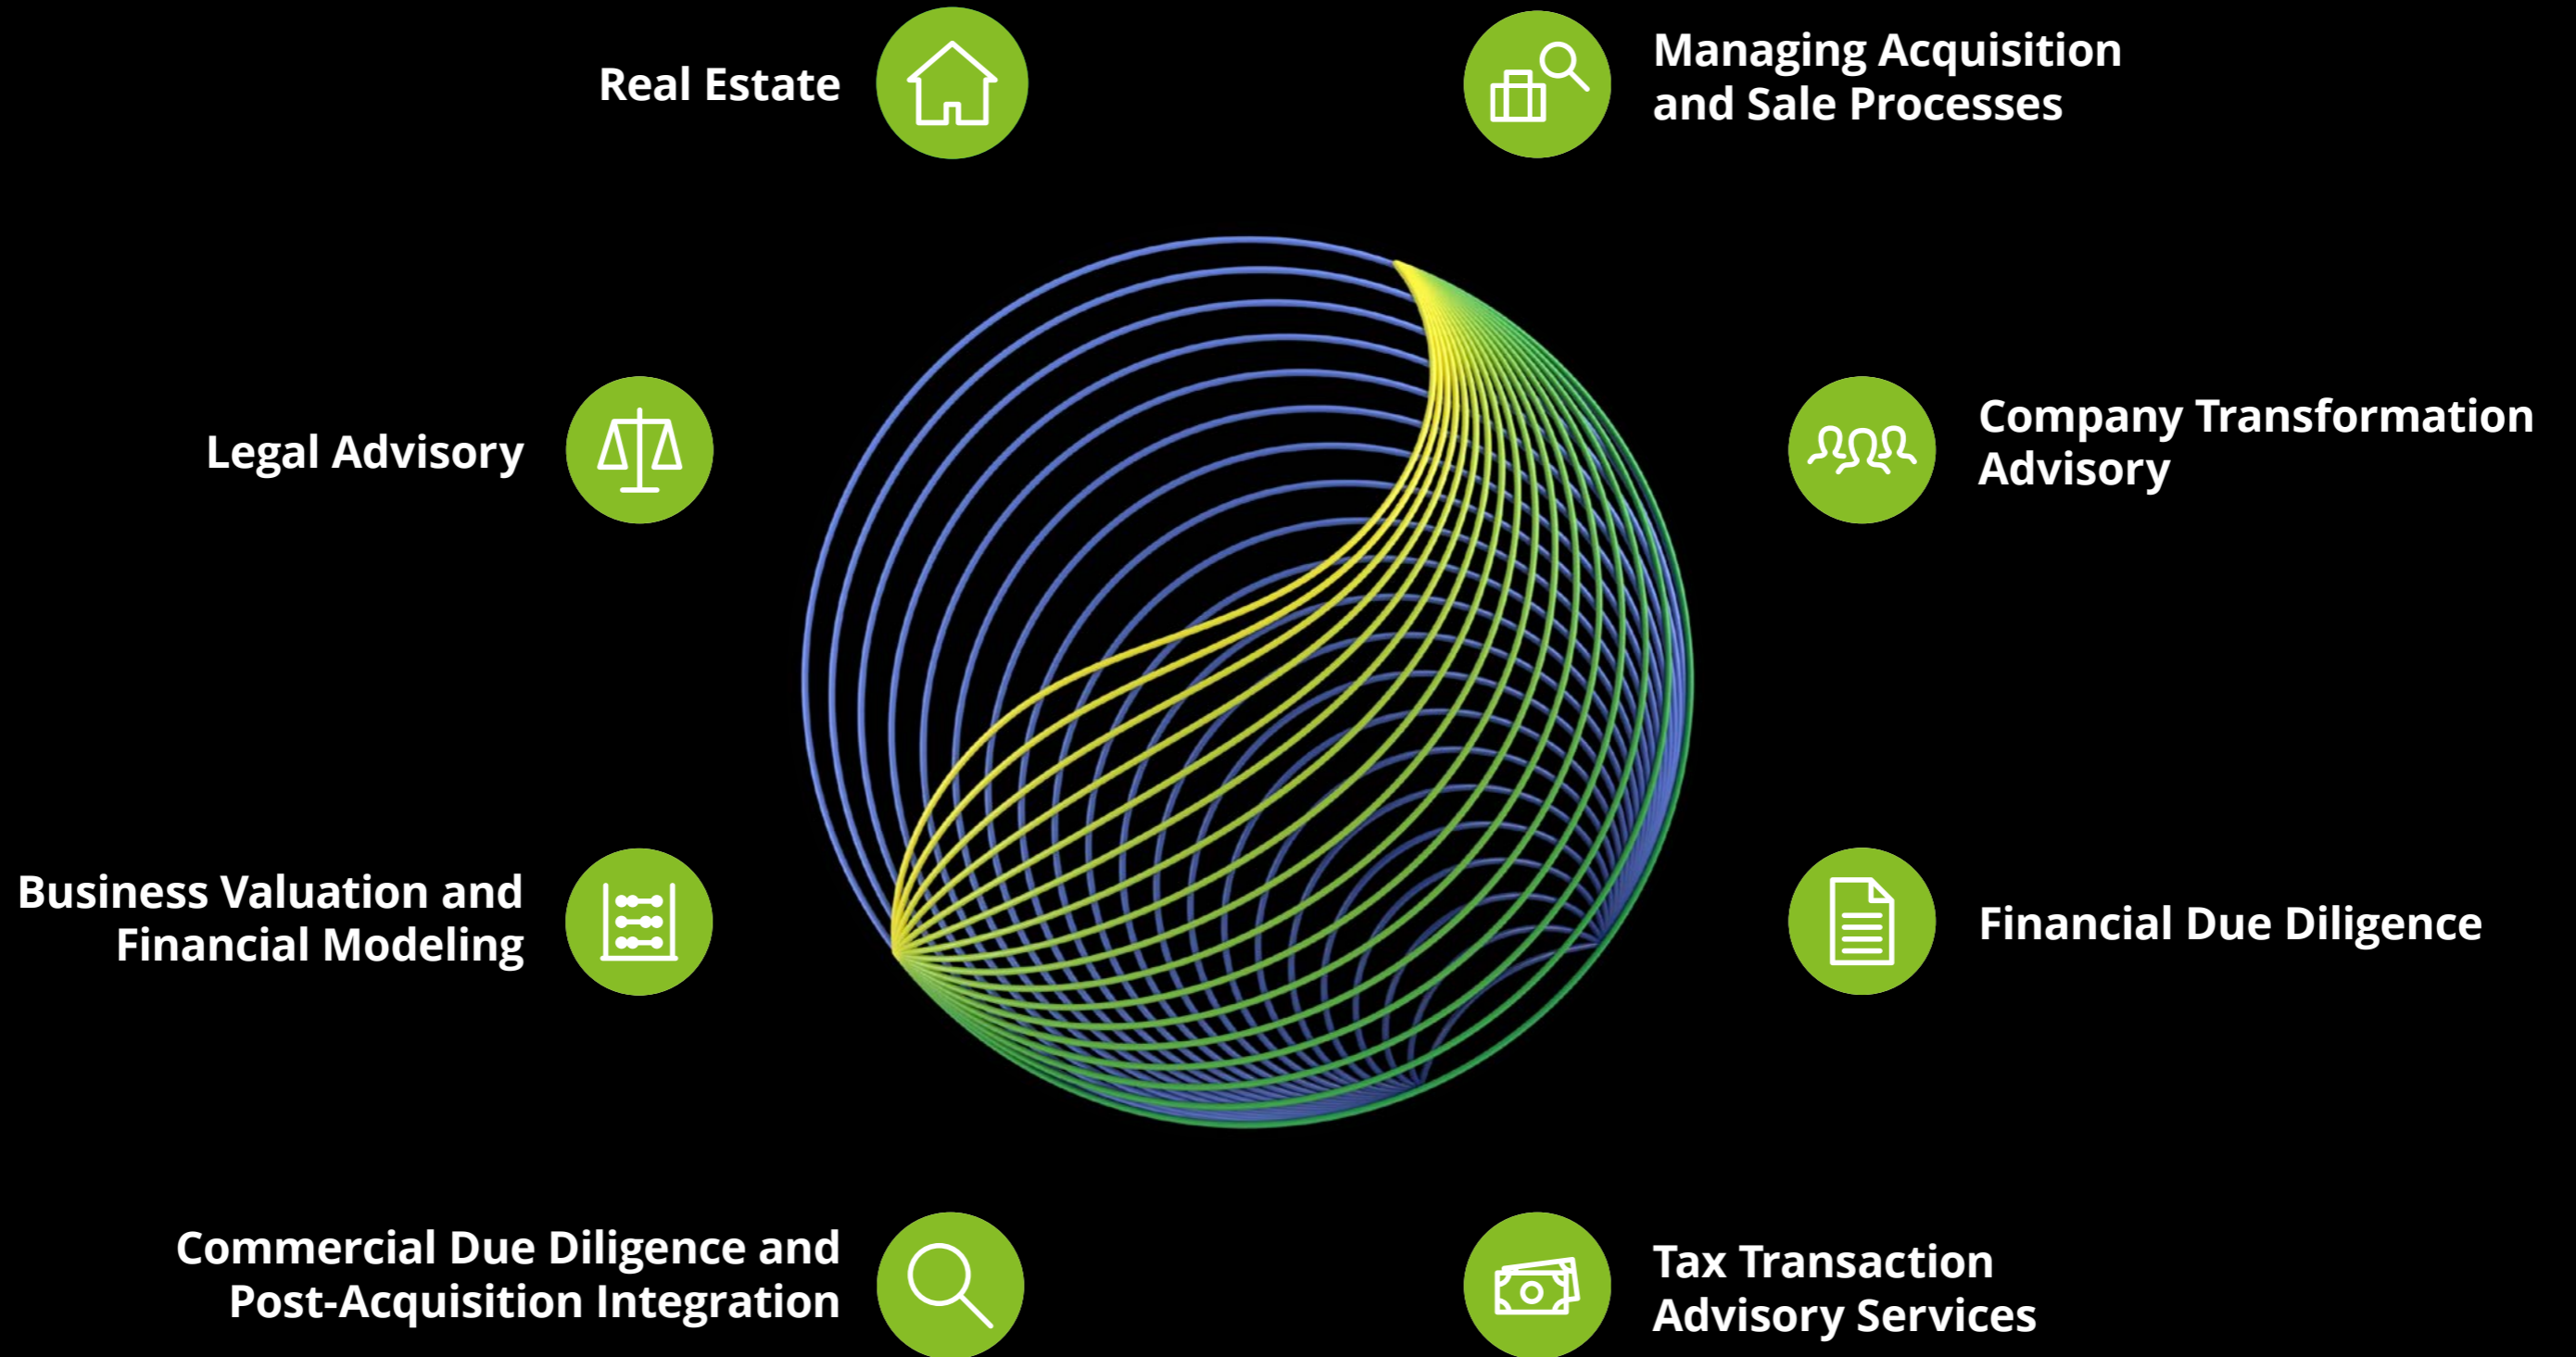 Real Estate
Managing Acquisition
and Sale Processes
Legal Advisory
Company Transformation
Advisory
Business Valuation and
Financial Modeling
Financial Due Diligence
Commercial Due Diligence and
Post-Acquisition Integration
Tax Transaction
Advisory Services